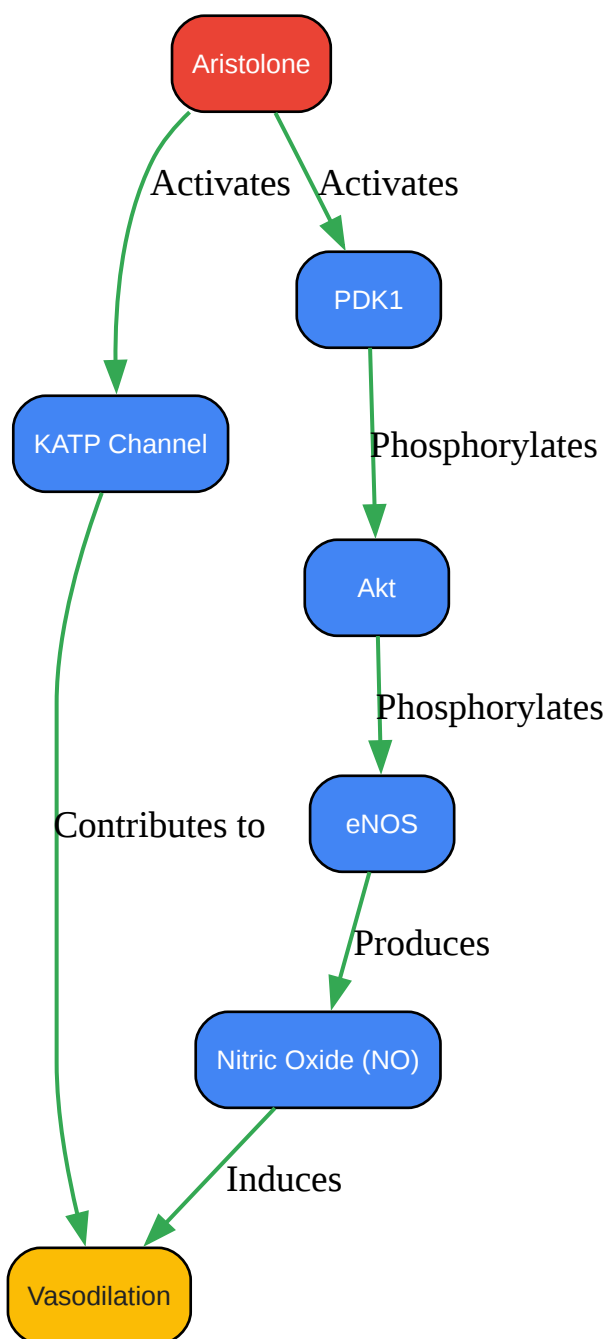 Aristolone
Activates Activates
PDK1
KATP Channel
Phosphorylates
Akt
Phosphorylates
eNOS
Contributes to
Produces
Nitric Oxide (NO)
Induces
Vasodilation